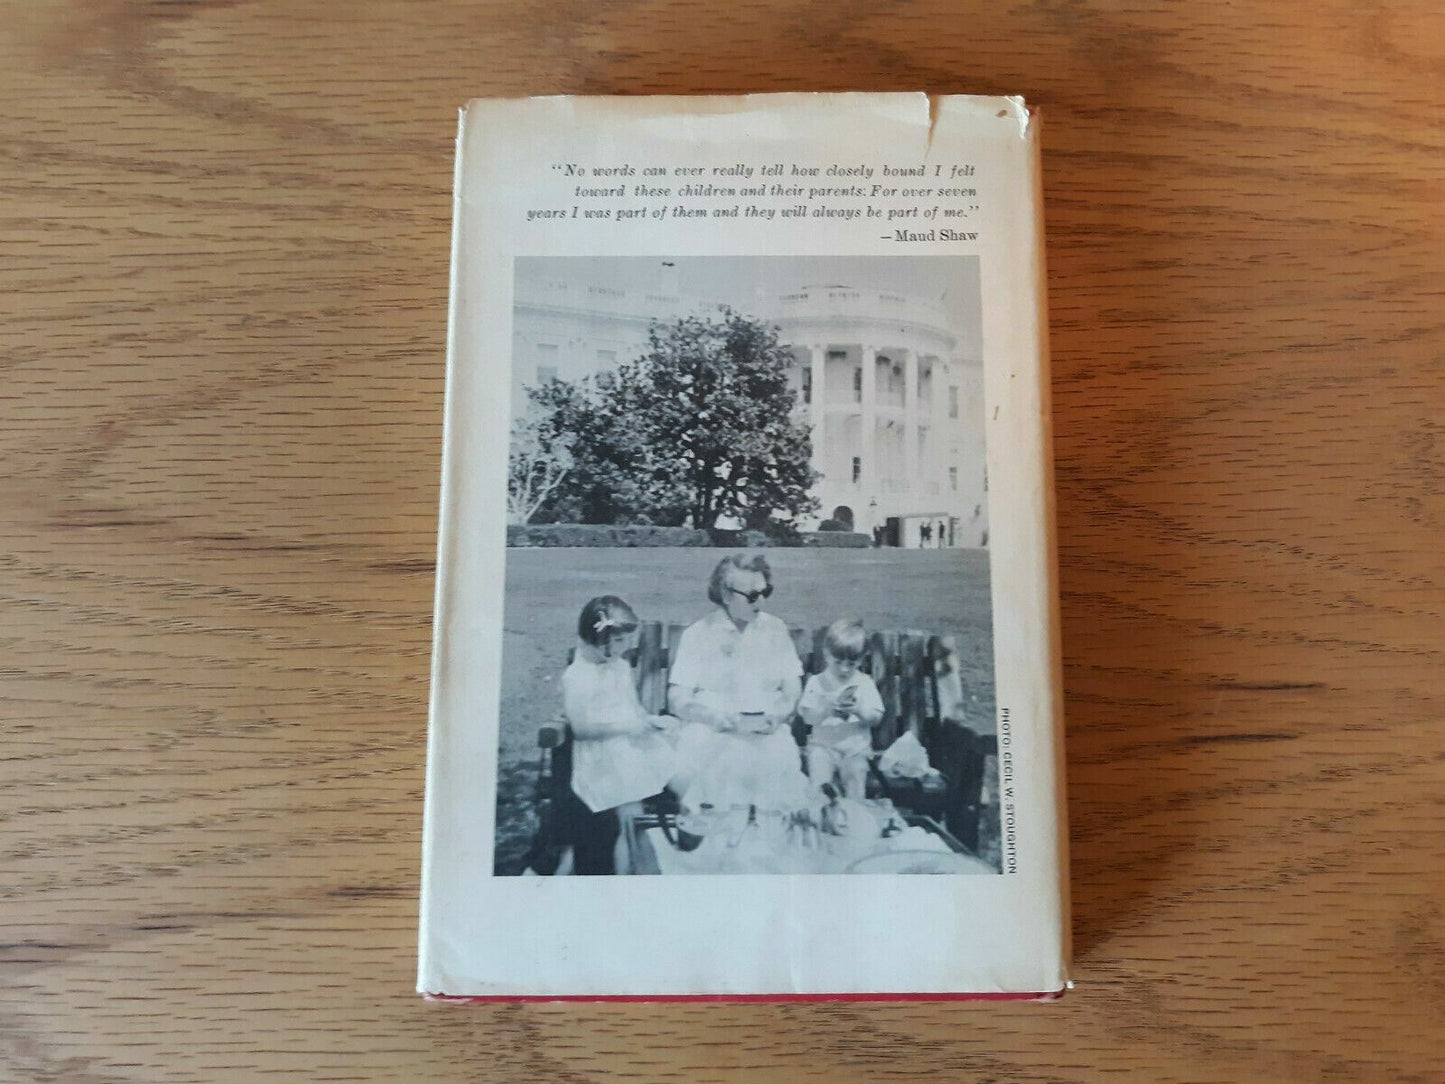 “No words can ever really tell how closely bound I felt
toward these children and their parents: For over seven
years I was part of them and they will always be part of me.”
— Maud Shaw
PHOTO: CECIL W. STOUGHTON